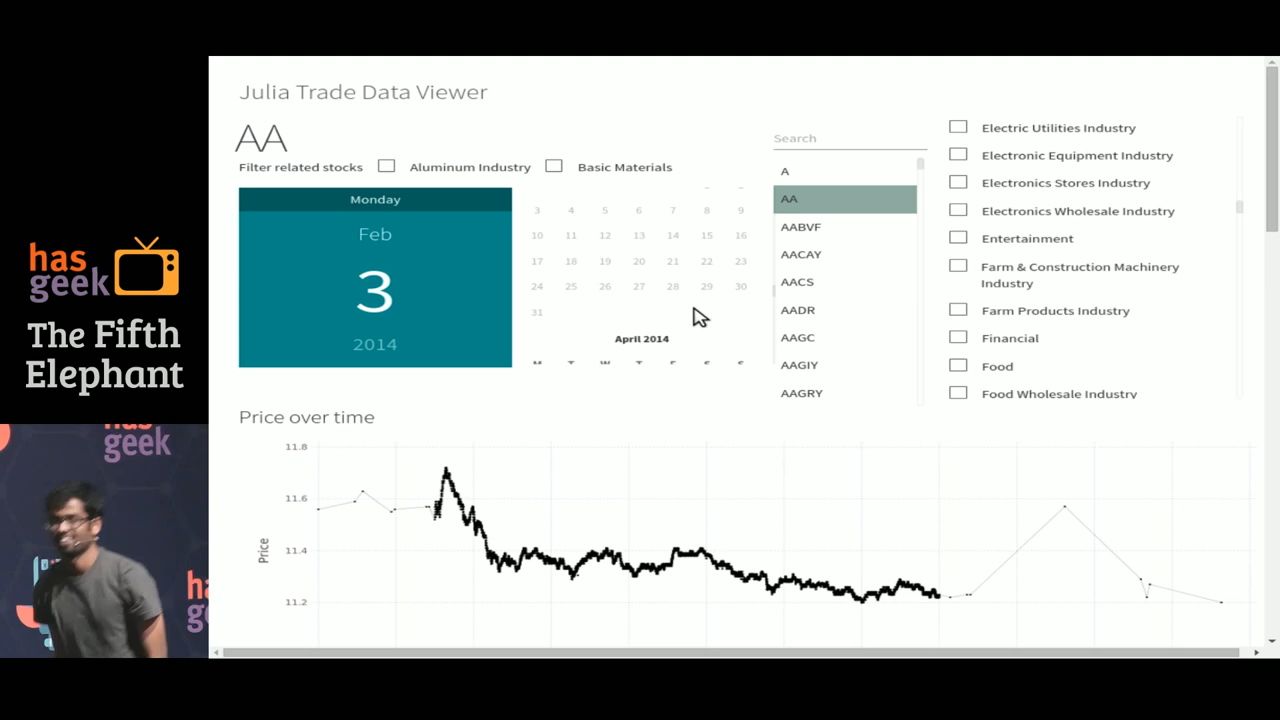 has
geek
The Fifth
Elephant
has
geek
has
geek
Julia Trade Data Viewer
AA
Filter related stocks Aluminum Industry Basic Materials
Monday
Feb
3
2014
3 4 5 6 7 8 9
10 11 12 13 14 15 16
17 18 19 20 21 22 23
24 25 26 27 28 29 30
31
April 2014
M T W T F S S
Search
A
AA
AABVF
AACAY
AACS
AADR
AAGC
AAGIY
AAGRY
Electric Utilities Industry
Electronic Equipment Industry
Electronics Stores Industry
Electronics Wholesale Industry
Entertainment
Farm & Construction Machinery
Industry
Farm Products Industry
Financial
Food
Food Wholesale Industry
Price over time
Price
11.8
11.6
11.4
11.2